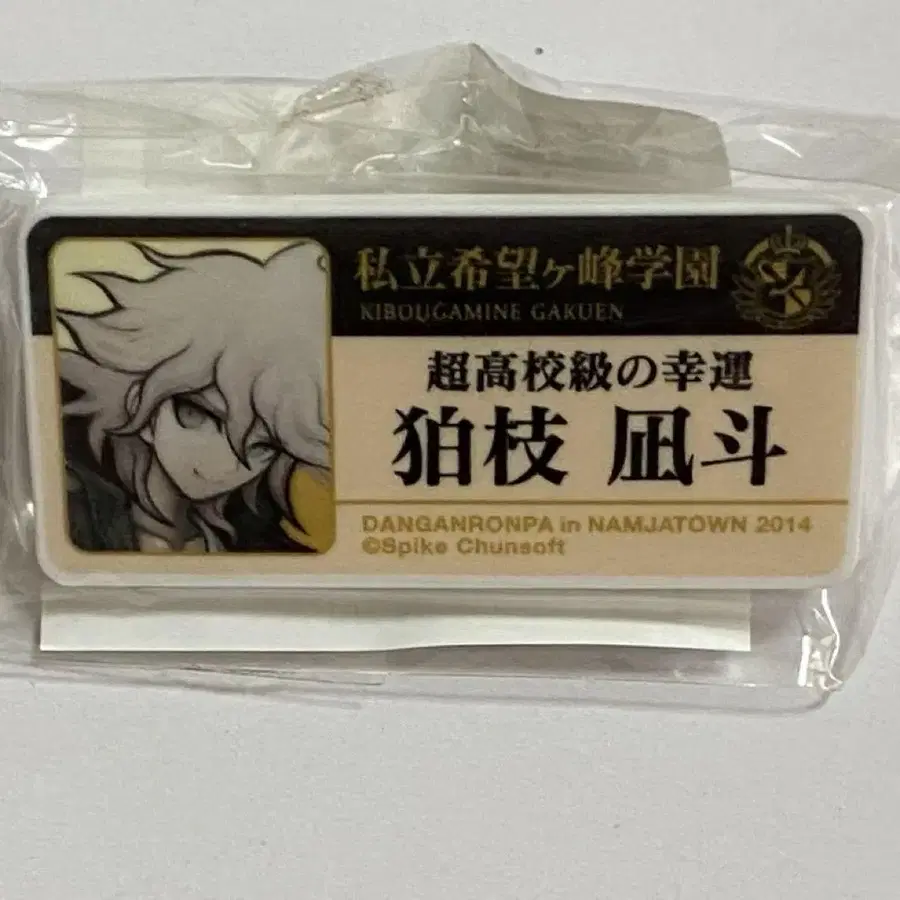 私立希望ヶ峰学園
KIBOUGAMINE GAKUEN
超高校級の幸運
狛枝 凪斗
DANGANRONPA in NAMJATOWN 2014
©Spike Chunsoft